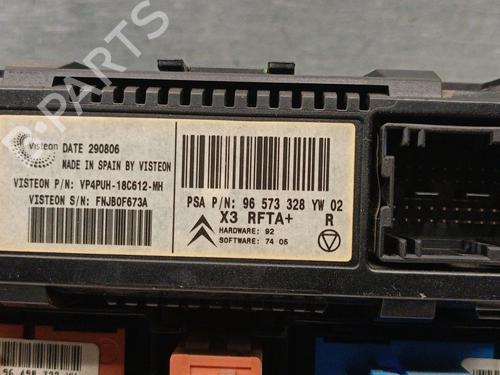 Visteon DATE 290806
MADE IN SPAIN BY VISTEON
VISTEON P/N: VP4PUH-18C612-MH
VISTEON S/N: FNJB0F673A
PSA P/N: 96 573 328 YW 02
X3 RFTA+ R
HARDWARE: 92
SOFTWARE: 74 05